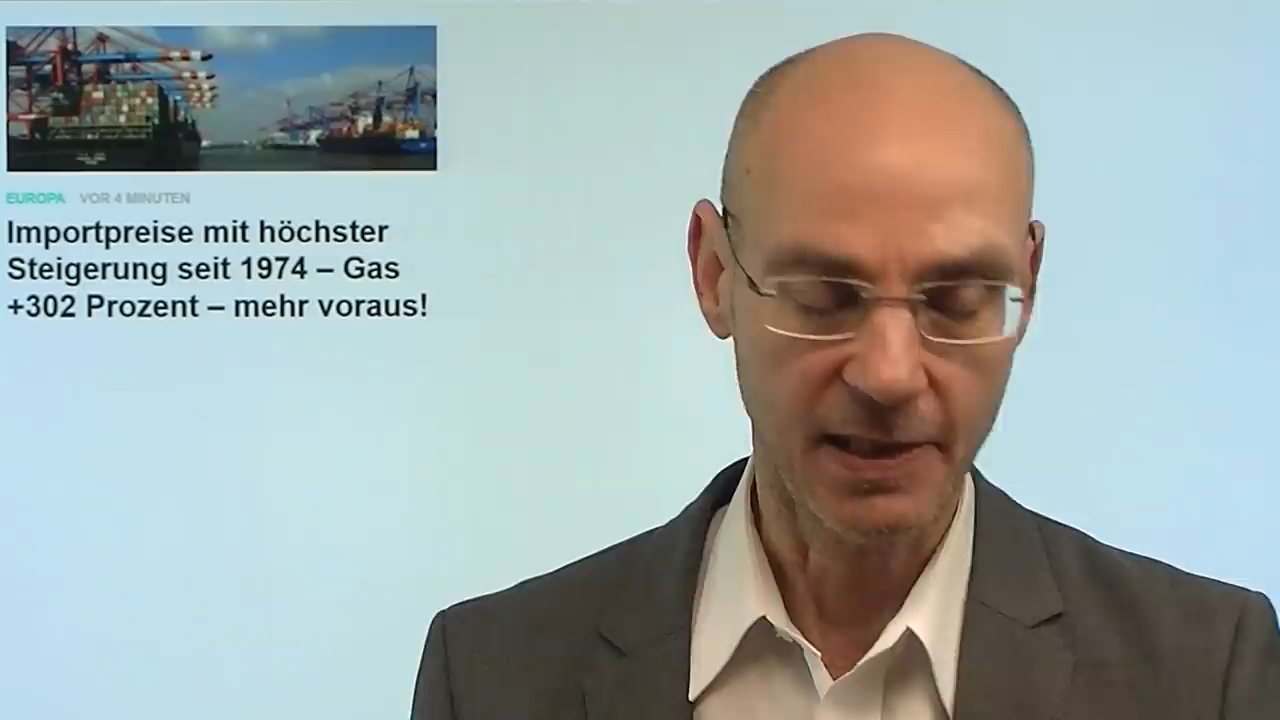 EUROPA VOR 4 MINUTEN
Importpreise mit höchster
Steigerung seit 1974 – Gas
+302 Prozent – mehr voraus!